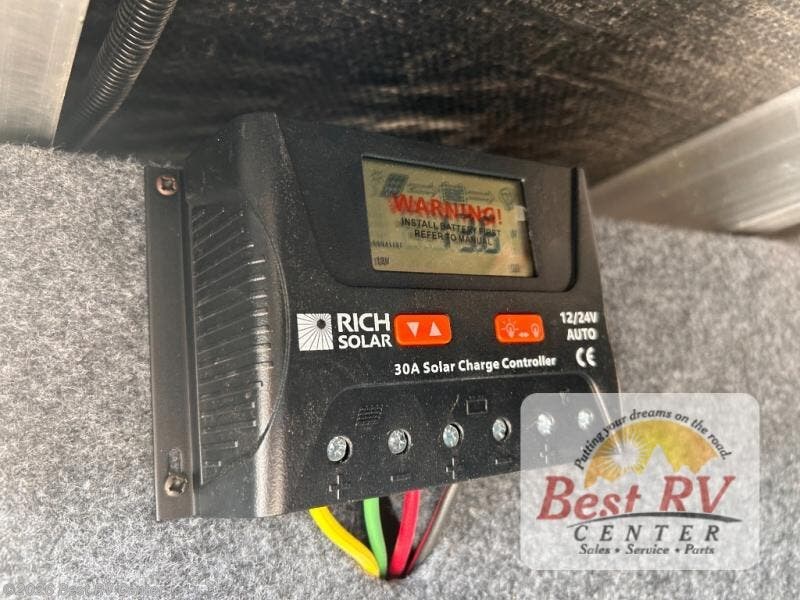 WARNING!
INSTALL BATTERY FIRST
REFER TO MANUAL
RICH
SOLAR
12/24V
AUTO
30A Solar Charge Controller
CE
Putting your dreams on the road.
Best RV
CENTER
Sales • Service • Parts